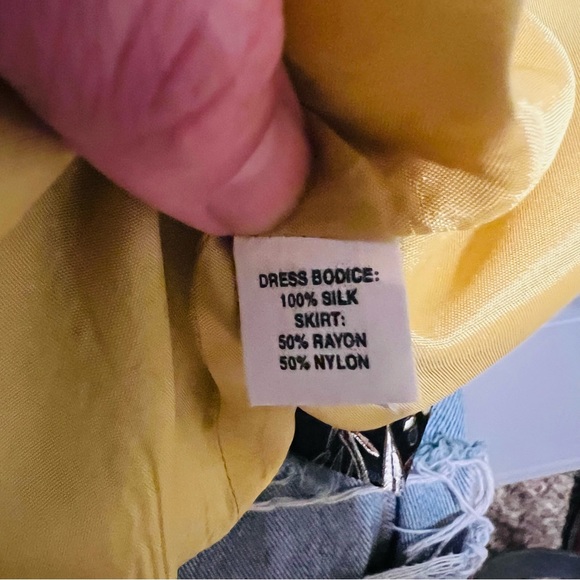 DRESS BODICE:
100% SILK
SKIRT:
50% RAYON
50% NYLON